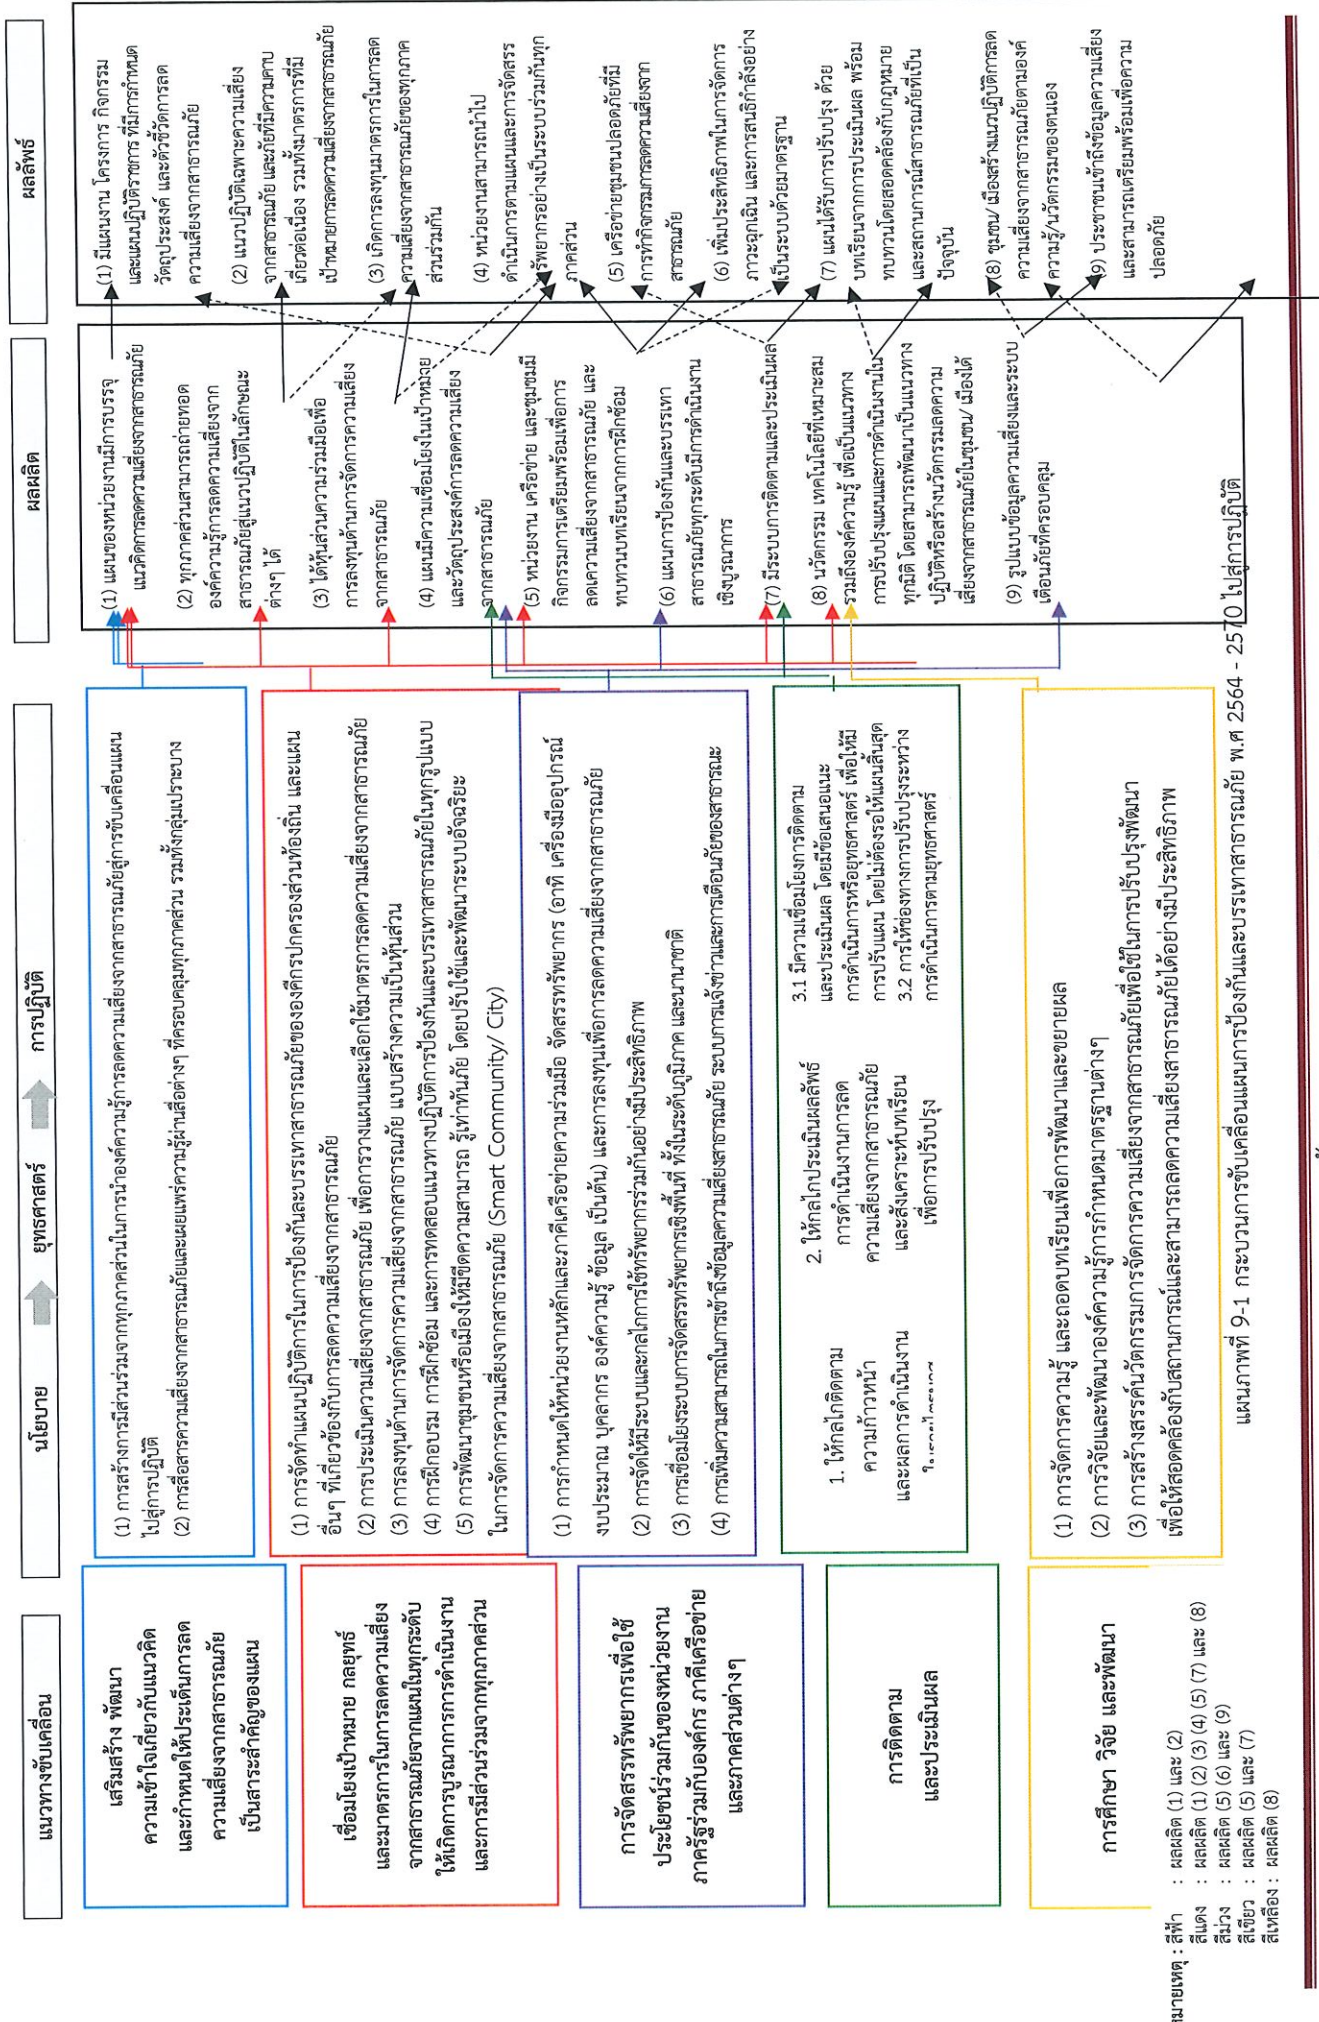 แนวทางขับเคลื่อน
นโยบาย
ยุทธศาสตร์
การปฏิบัติ
ผลผลิต
ผลลัพธ์
เสริมสร้าง พัฒนา
ความเข้าใจเกี่ยวกับแนวคิด
และกำหนดให้ประเด็นการลด
ความเสี่ยงจากสาธารณภัย
เป็นสาระสำคัญของแผน
(1) การสร้างการมีส่วนร่วมจากทุกภาคส่วนในการนำองค์ความรู้การลดความเสี่ยงจากสาธารณภัยสู่การขับเคลื่อนแผน
ไปสู่การปฏิบัติ
(2) การสื่อสารความเสี่ยงจากสาธารณภัยและเผยแพร่ความรู้ผ่านสื่อต่างๆ ที่ครอบคลุมทุกภาคส่วน รวมทั้งกลุ่มเปราะบาง
เชื่อมโยงเป้าหมาย กลยุทธ์
และมาตรการในการลดความเสี่ยง
จากสาธารณภัยจากแผนในทุกระดับ
ให้เกิดการบูรณาการการดำเนินงาน
และการมีส่วนร่วมจากทุกภาคส่วน
(1) การจัดทำแผนปฏิบัติการในการป้องกันและบรรเทาสาธารณภัยขององค์กรปกครองส่วนท้องถิ่น และแผน
อื่นๆ ที่เกี่ยวข้องกับการลดความเสี่ยงจากสาธารณภัย
(2) การประเมินความเสี่ยงจากสาธารณภัย เพื่อการวางแผนและเลือกใช้มาตรการลดความเสี่ยงจากสาธารณภัย
(3) การลงทุนด้านการจัดการความเสี่ยงจากสาธารณภัย แบบสร้างความเป็นหุ้นส่วน
(4) การฝึกอบรม การฝึกซ้อม และการทดสอบแนวทางปฏิบัติการป้องกันและบรรเทาสาธารณภัยในทุกรูปแบบ
(5) การพัฒนาชุมชนหรือเมืองให้มีขีดความสามารถ รู้เท่าทันภัย โดยปรับใช้และพัฒนาระบบอัจฉริยะ
ในการจัดการความเสี่ยงจากสาธารณภัย (Smart Community/ City)
การจัดสรรทรัพยากรเพื่อใช้
ประโยชน์ร่วมกันของหน่วยงาน
ภาครัฐร่วมกับองค์กร ภาคีเครือข่าย
และภาคส่วนต่างๆ
(1) การกำหนดให้หน่วยงานหลักและภาคีเครือข่ายความร่วมมือ จัดสรรทรัพยากร (อาทิ เครื่องมืออุปกรณ์
งบประมาณ บุคลากร องค์ความรู้ ข้อมูล เป็นต้น) และการลงทุนเพื่อการลดความเสี่ยงจากสาธารณภัย
(2) การจัดให้มีระบบและกลไกการใช้ทรัพยากรร่วมกันอย่างมีประสิทธิภาพ
(3) การเชื่อมโยงระบบการจัดสรรทรัพยากรเชิงพื้นที่ ทั้งในระดับภูมิภาค และนานาชาติ
(4) การเพิ่มความสามารถในการเข้าถึงข้อมูลความเสี่ยงสาธารณภัย ระบบการแจ้งข่าวและการเตือนภัยของสาธารณะ
การติดตาม
และประเมินผล
1. ให้กลไกติดตาม
ความก้าวหน้า
และผลการดำเนินงาน
2. ให้กลไกประเมินผลลัพธ์
การดำเนินงานการลด
ความเสี่ยงจากสาธารณภัย
และสังเคราะห์บทเรียน
เพื่อการปรับปรุง
3.1 มีความเชื่อมโยงการติดตาม
และประเมินผล โดยมีข้อเสนอแนะ
การดำเนินการหรือยุทธศาสตร์ เพื่อให้มี
การปรับแผน โดยไม่ต้องรอให้แผนสิ้นสุด
3.2 การให้ช่องทางการปรับปรุงระหว่าง
การดำเนินการตามยุทธศาสตร์
การศึกษา วิจัย และพัฒนา
(1) การจัดการความรู้ และถอดบทเรียนเพื่อการพัฒนาและขยายผล
(2) การวิจัยและพัฒนาองค์ความรู้การกำหนดมาตรฐานต่างๆ
(3) การสร้างสรรค์นวัตกรรมการจัดการความเสี่ยงจากสาธารณภัยเพื่อใช้ในการปรับปรุงพัฒนา
เพื่อให้สอดคล้องกับสถานการณ์และสามารถลดความเสี่ยงสาธารณภัยได้อย่างมีประสิทธิภาพ
(1) แผนของหน่วยงานมีการบรรจุ
แนวคิดการลดความเสี่ยงจากสาธารณภัย
(2) ทุกภาคส่วนสามารถถ่ายทอด
องค์ความรู้การลดความเสี่ยงจาก
สาธารณภัยสู่แนวปฏิบัติในลักษณะ
ต่างๆ ได้
(3) ได้หุ้นส่วนความร่วมมือเพื่อ
การลงทุนด้านการจัดการความเสี่ยง
จากสาธารณภัย
(4) แผนมีความเชื่อมโยงในเป้าหมาย
และวัตถุประสงค์การลดความเสี่ยง
จากสาธารณภัย
(5) หน่วยงาน เครือข่าย และชุมชนมี
กิจกรรมการเตรียมพร้อมเพื่อการ
ลดความเสี่ยงจากสาธารณภัย และ
ทบทวนบทเรียนจากการฝึกซ้อม
(6) แผนการป้องกันและบรรเทา
สาธารณภัยทุกระดับมีการดำเนินงาน
เชิงบูรณาการ
(7) มีระบบการติดตามและประเมินผล
(8) นวัตกรรม เทคโนโลยีที่เหมาะสม
รวมถึงองค์ความรู้ เพื่อเป็นแนวทาง
การปรับปรุงแผนและการดำเนินงานใน
ทุกมิติ โดยสามารถพัฒนาเป็นแนวทาง
ปฏิบัติหรือสร้างนวัตกรรมลดความ
เสี่ยงจากสาธารณภัยในชุมชน/ เมืองได้
(9) รูปแบบข้อมูลความเสี่ยงและระบบ
เตือนภัยที่ครอบคลุม
(1) มีแผนงาน โครงการ กิจกรรม
และแผนปฏิบัติราชการ ที่มีการกำหนด
วัตถุประสงค์ และตัวชี้วัดการลด
ความเสี่ยงจากสาธารณภัย
(2) แนวปฏิบัติเฉพาะความเสี่ยง
จากสาธารณภัย และภัยที่มีความคาบ
เกี่ยวต่อเนื่อง รวมทั้งมาตรการที่มี
เป้าหมายการลดความเสี่ยงจากสาธารณภัย
(3) เกิดการลงทุนมาตรการในการลด
ความเสี่ยงจากสาธารณภัยของทุกภาค
ส่วนร่วมกัน
(4) หน่วยงานสามารถนำไป
ดำเนินการตามแผนและการจัดสรร
ทรัพยากรอย่างเป็นระบบร่วมกันทุก
ภาคส่วน
(5) เครือข่ายชุมชนปลอดภัยที่มี
การทำกิจกรรมการลดความเสี่ยงจาก
สาธารณภัย
(6) เพิ่มประสิทธิภาพในการจัดการ
ภาวะฉุกเฉิน และการสนธิกำลังอย่าง
เป็นระบบด้วยมาตรฐาน
(7) แผนได้รับการปรับปรุง ด้วย
บทเรียนจากการประเมินผล พร้อม
ทบทวนโดยสอดคล้องกับกฎหมาย
และสถานการณ์สาธารณภัยที่เป็น
ปัจจุบัน
(8) ชุมชน/ เมืองสร้างแนวปฏิบัติการลด
ความเสี่ยงจากสาธารณภัยตามองค์
ความรู้/นวัตกรรมของตนเอง
(9) ประชาชนเข้าถึงข้อมูลความเสี่ยง
และสามารถเตรียมพร้อมเพื่อความ
ปลอดภัย
มายเหตุ : สีฟ้า : ผลผลิต (1) และ (2)
สีแดง : ผลผลิต (1) (2) (3) (4) (5) (7) และ (8)
สีม่วง : ผลผลิต (5) (6) และ (9)
สีเขียว : ผลผลิต (5) และ (7)
สีเหลือง : ผลผลิต (8)
แผนภาพที่ 9-1 กระบวนการขับเคลื่อนแผนการป้องกันและบรรเทาสาธารณภัย พ.ศ 2564 - 2570 ไปสู่การปฏิบัติ